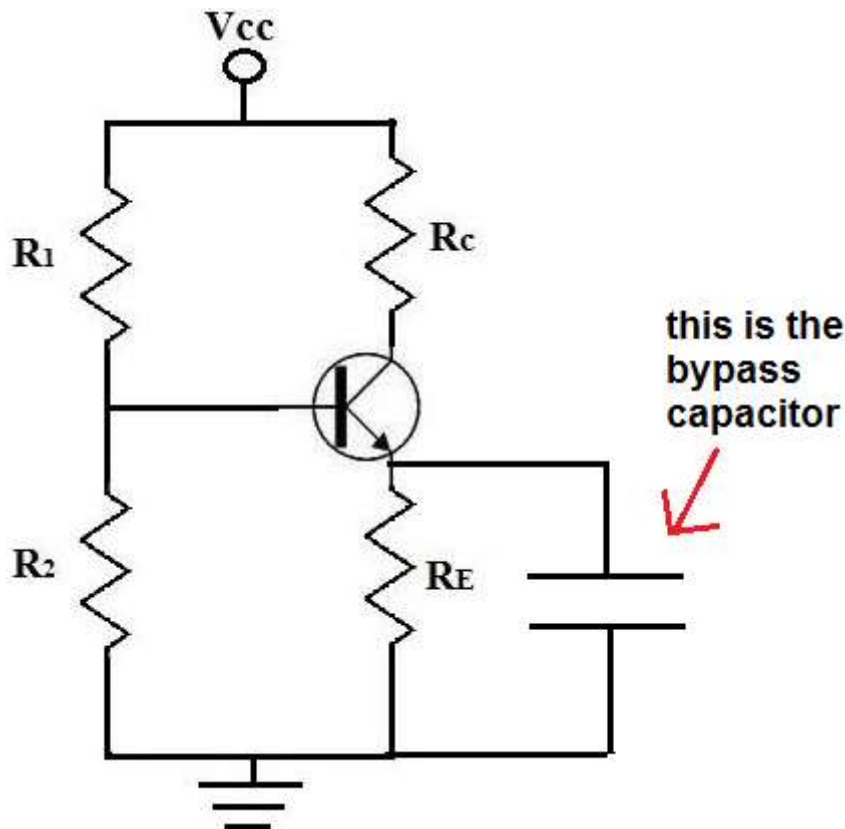 Vcc
R1
Rc
this is the
bypass
capacitor
R2
RE